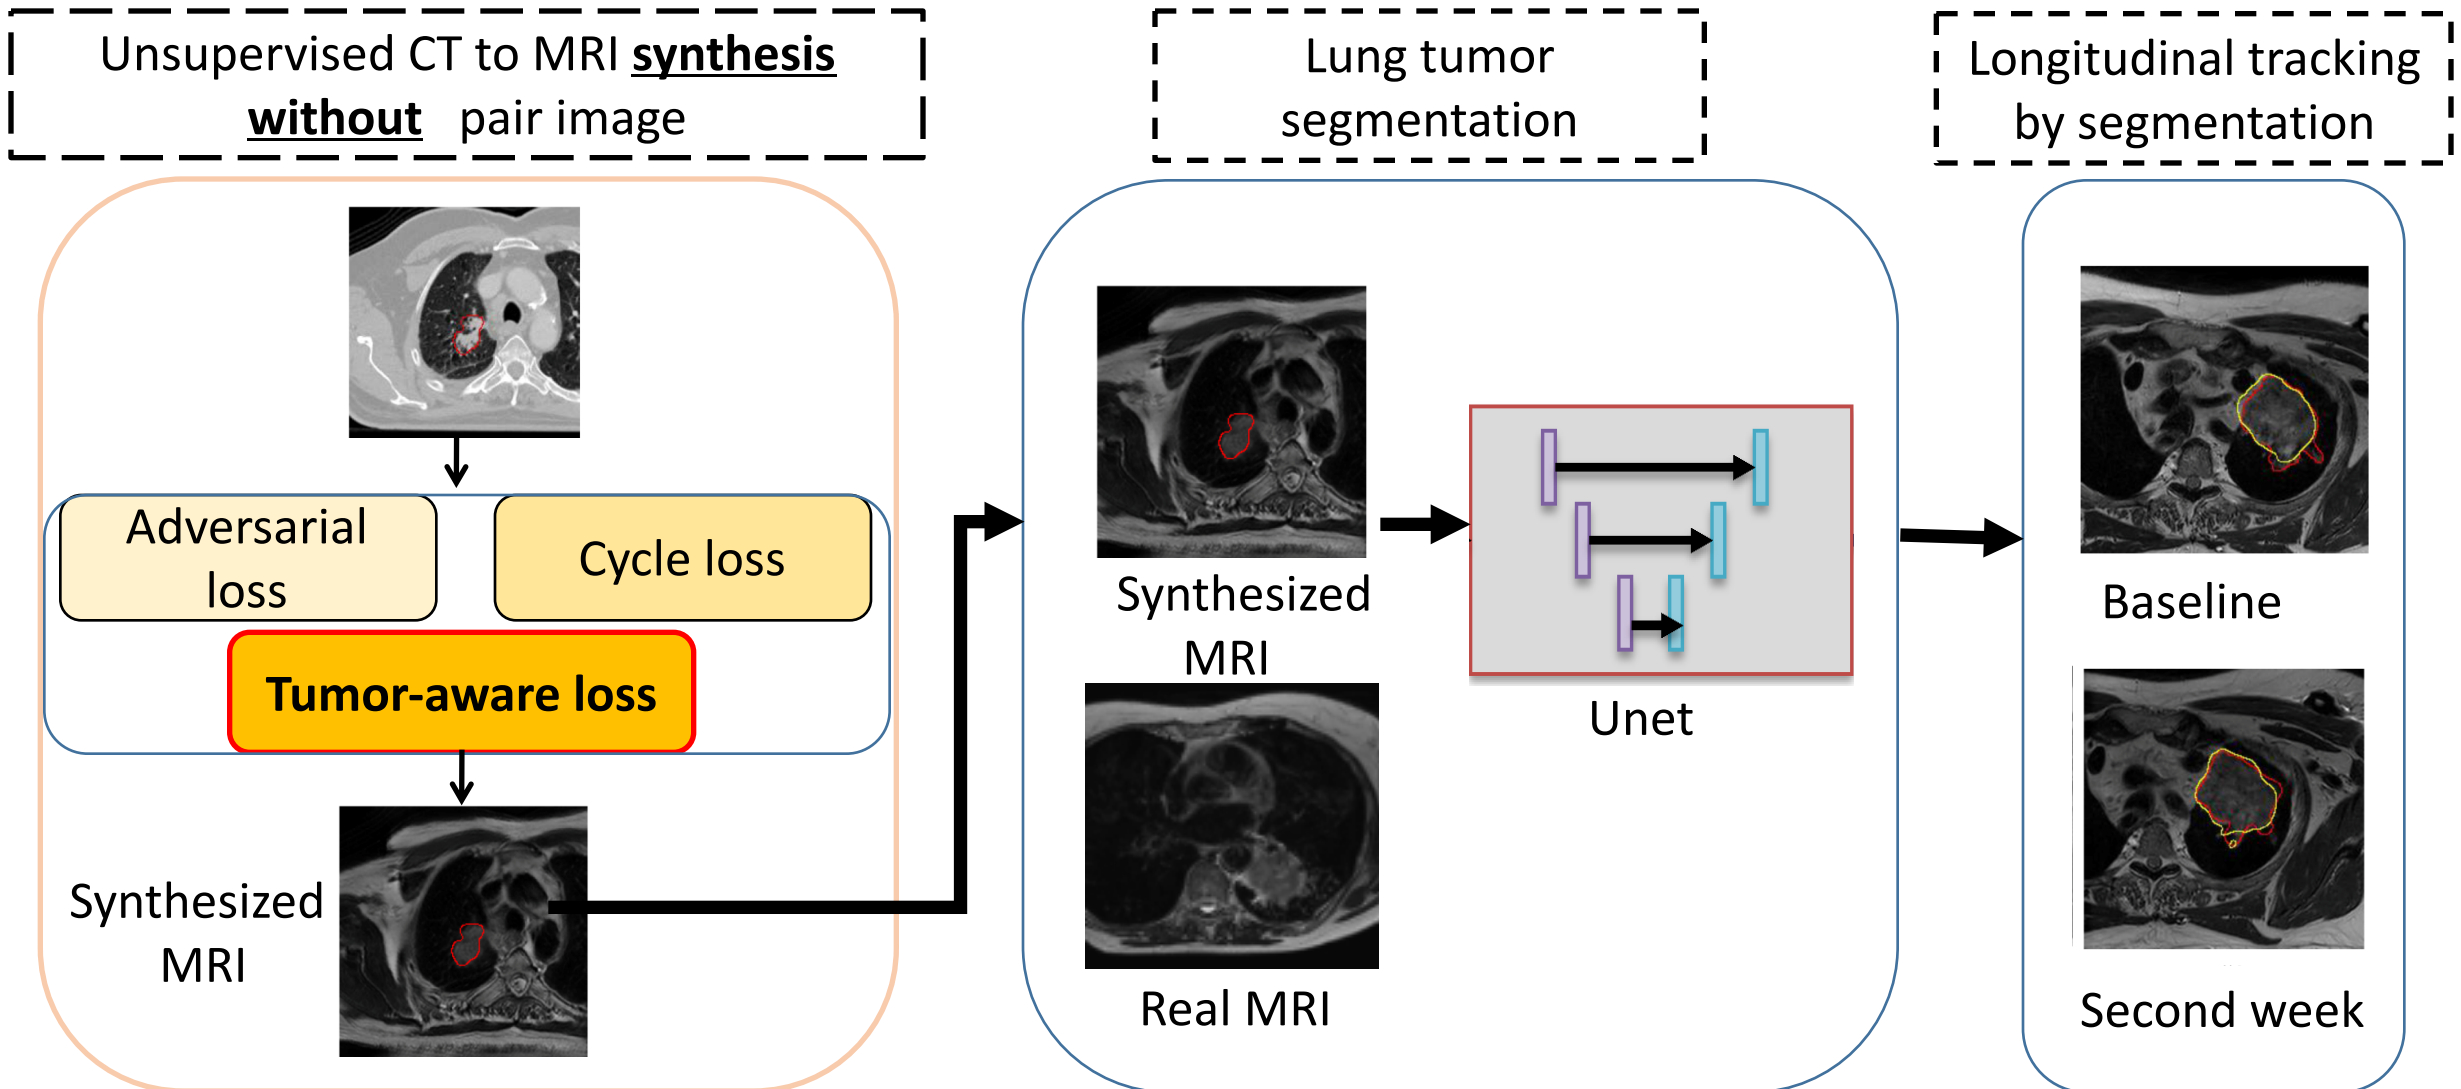 Unsupervised CT to MRI synthesis
without pair image
Lung tumor
segmentation
Longitudinal tracking
by segmentation
Adversarial
loss
Cycle loss
Tumor-aware loss
Synthesized
MRI
Synthesized
MRI
Real MRI
Unet
Baseline
Second week